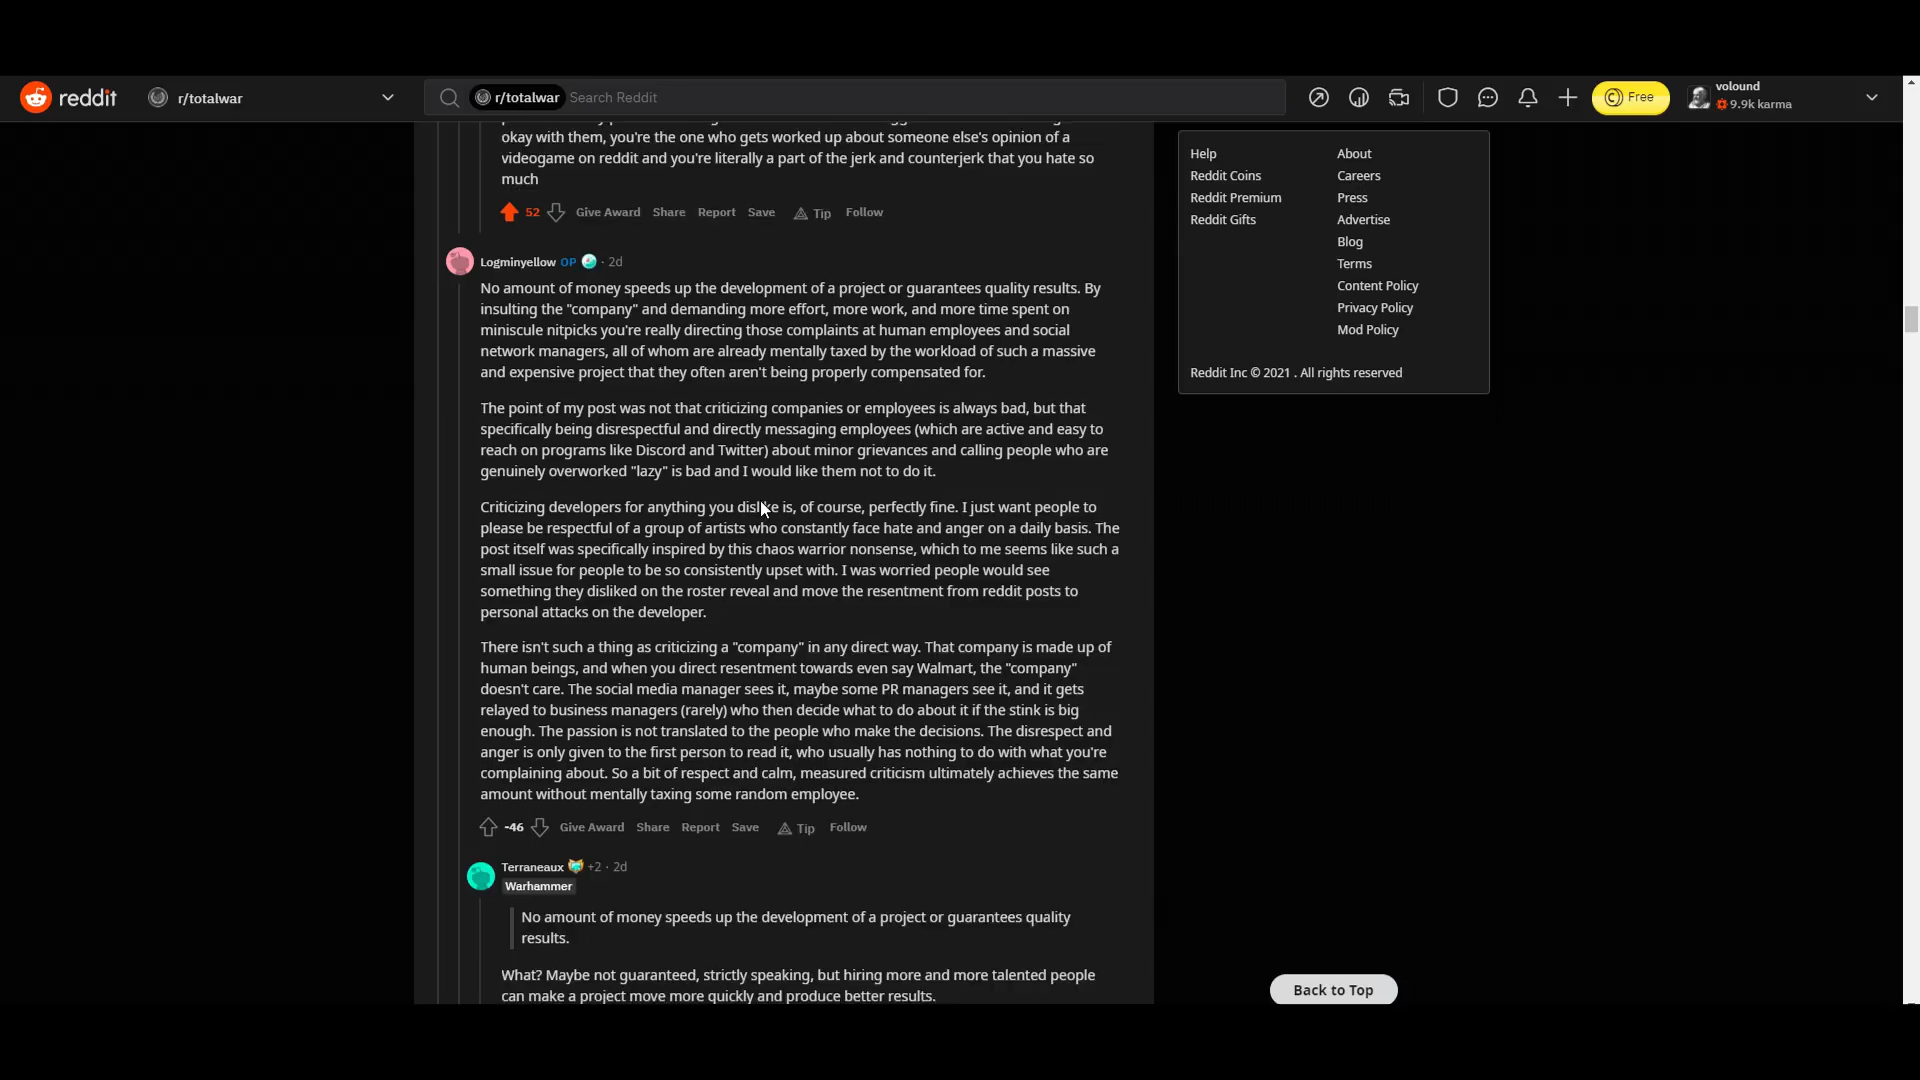 reddit
r/totalwar
r/totalwar Search Reddit
Free
volound
9.9k karma
okay with them, you're the one who gets worked up about someone else's opinion of a
videogame on reddit and you're literally a part of the jerk and counterjerk that you hate so
much
52 Give Award Share Report Save Tip Follow
Logminyellow OP · 2d
No amount of money speeds up the development of a project or guarantees quality results. By
insulting the "company" and demanding more effort, more work, and more time spent on
miniscule nitpicks you're really directing those complaints at human employees and social
network managers, all of whom are already mentally taxed by the workload of such a massive
and expensive project that they often aren't being properly compensated for.
The point of my post was not that criticizing companies or employees is always bad, but that
specifically being disrespectful and directly messaging employees (which are active and easy to
reach on programs like Discord and Twitter) about minor grievances and calling people who are
genuinely overworked "lazy" is bad and I would like them not to do it.
Criticizing developers for anything you dislike is, of course, perfectly fine. I just want people to
please be respectful of a group of artists who constantly face hate and anger on a daily basis. The
post itself was specifically inspired by this chaos warrior nonsense, which to me seems like such a
small issue for people to be so consistently upset with. I was worried people would see
something they disliked on the roster reveal and move the resentment from reddit posts to
personal attacks on the developer.
There isn't such a thing as criticizing a "company" in any direct way. That company is made up of
human beings, and when you direct resentment towards even say Walmart, the "company"
doesn't care. The social media manager sees it, maybe some PR managers see it, and it gets
relayed to business managers (rarely) who then decide what to do about it if the stink is big
enough. The passion is not translated to the people who make the decisions. The disrespect and
anger is only given to the first person to read it, who usually has nothing to do with what you're
complaining about. So a bit of respect and calm, measured criticism ultimately achieves the same
amount without mentally taxing some random employee.
-46 Give Award Share Report Save Tip Follow
Terraneaux +2 · 2d
Warhammer
No amount of money speeds up the development of a project or guarantees quality
results.
What? Maybe not guaranteed, strictly speaking, but hiring more and more talented people
can make a project move more quickly and produce better results.
Help
Reddit Coins
Reddit Premium
Reddit Gifts
About
Careers
Press
Advertise
Blog
Terms
Content Policy
Privacy Policy
Mod Policy
Reddit Inc © 2021 . All rights reserved
Back to Top